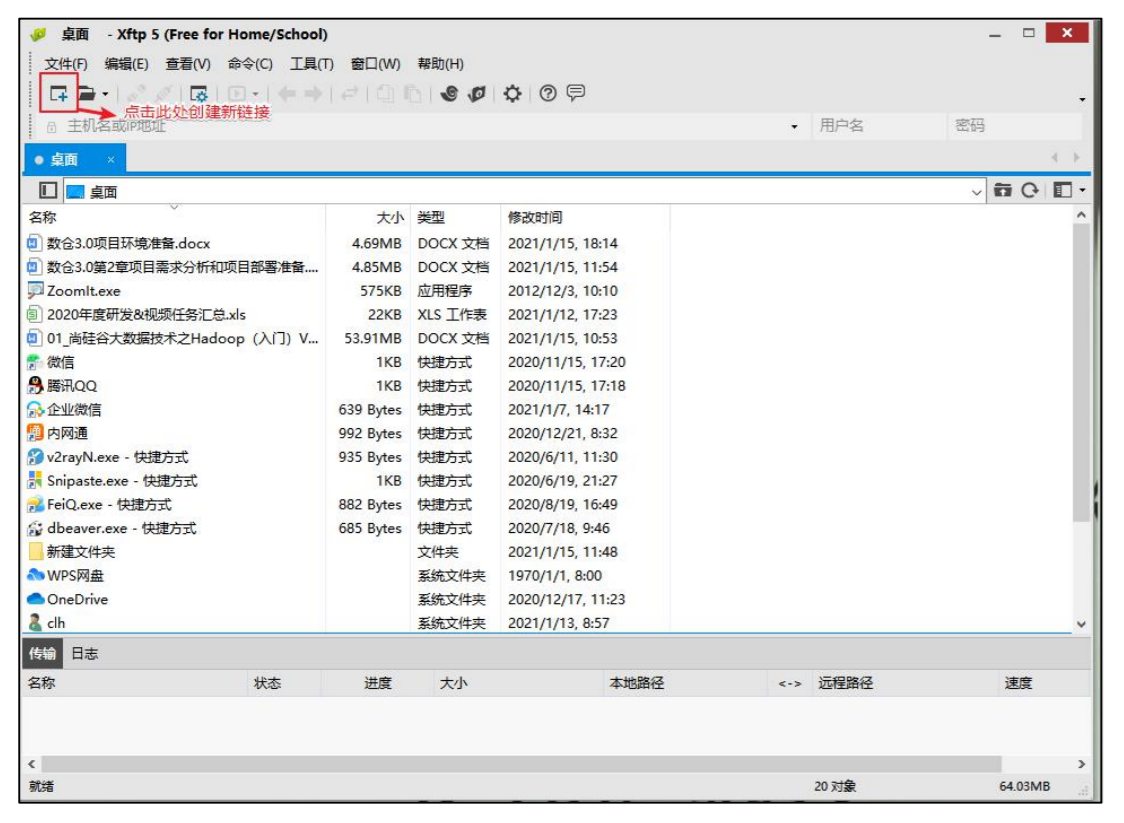 桌面 - Xftp 5 (Free for Home/School)
文件(F) 编辑(E) 查看(V) 命令(C) 工具(T) 窗口(W) 帮助(H)
点击此处创建新链接
主机名或IP地址 用户名 密码
桌面
桌面
名称 大小 类型 修改时间
数仓3.0项目环境准备.docx 4.69MB DOCX 文档 2021/1/15, 18:14
数仓3.0第2章项目需求分析和项目部署准备.... 4.85MB DOCX 文档 2021/1/15, 11:54
ZoomIt.exe 575KB 应用程序 2012/12/3, 10:10
2020年度研发&视频任务汇总.xls 22KB XLS 工作表 2021/1/12, 17:23
01_尚硅谷大数据技术之Hadoop（入门）V... 53.91MB DOCX 文档 2021/1/15, 10:53
微信 1KB 快捷方式 2020/11/15, 17:20
腾讯QQ 1KB 快捷方式 2020/11/15, 17:18
企业微信 639 Bytes 快捷方式 2021/1/7, 14:17
内网通 992 Bytes 快捷方式 2020/12/21, 8:32
v2rayN.exe - 快捷方式 935 Bytes 快捷方式 2020/6/11, 11:30
Snipaste.exe - 快捷方式 1KB 快捷方式 2020/6/19, 21:27
FeiQ.exe - 快捷方式 882 Bytes 快捷方式 2020/8/19, 16:49
dbeaver.exe - 快捷方式 685 Bytes 快捷方式 2020/7/18, 9:46
新建文件夹 文件夹 2021/1/15, 11:48
WPS网盘 系统文件夹 1970/1/1, 8:00
OneDrive 系统文件夹 2020/12/17, 11:23
clh 系统文件夹 2021/1/13, 8:57
传输 日志
名称 状态 进度 大小 本地路径 <-> 远程路径 速度
就绪 20 对象 64.03MB